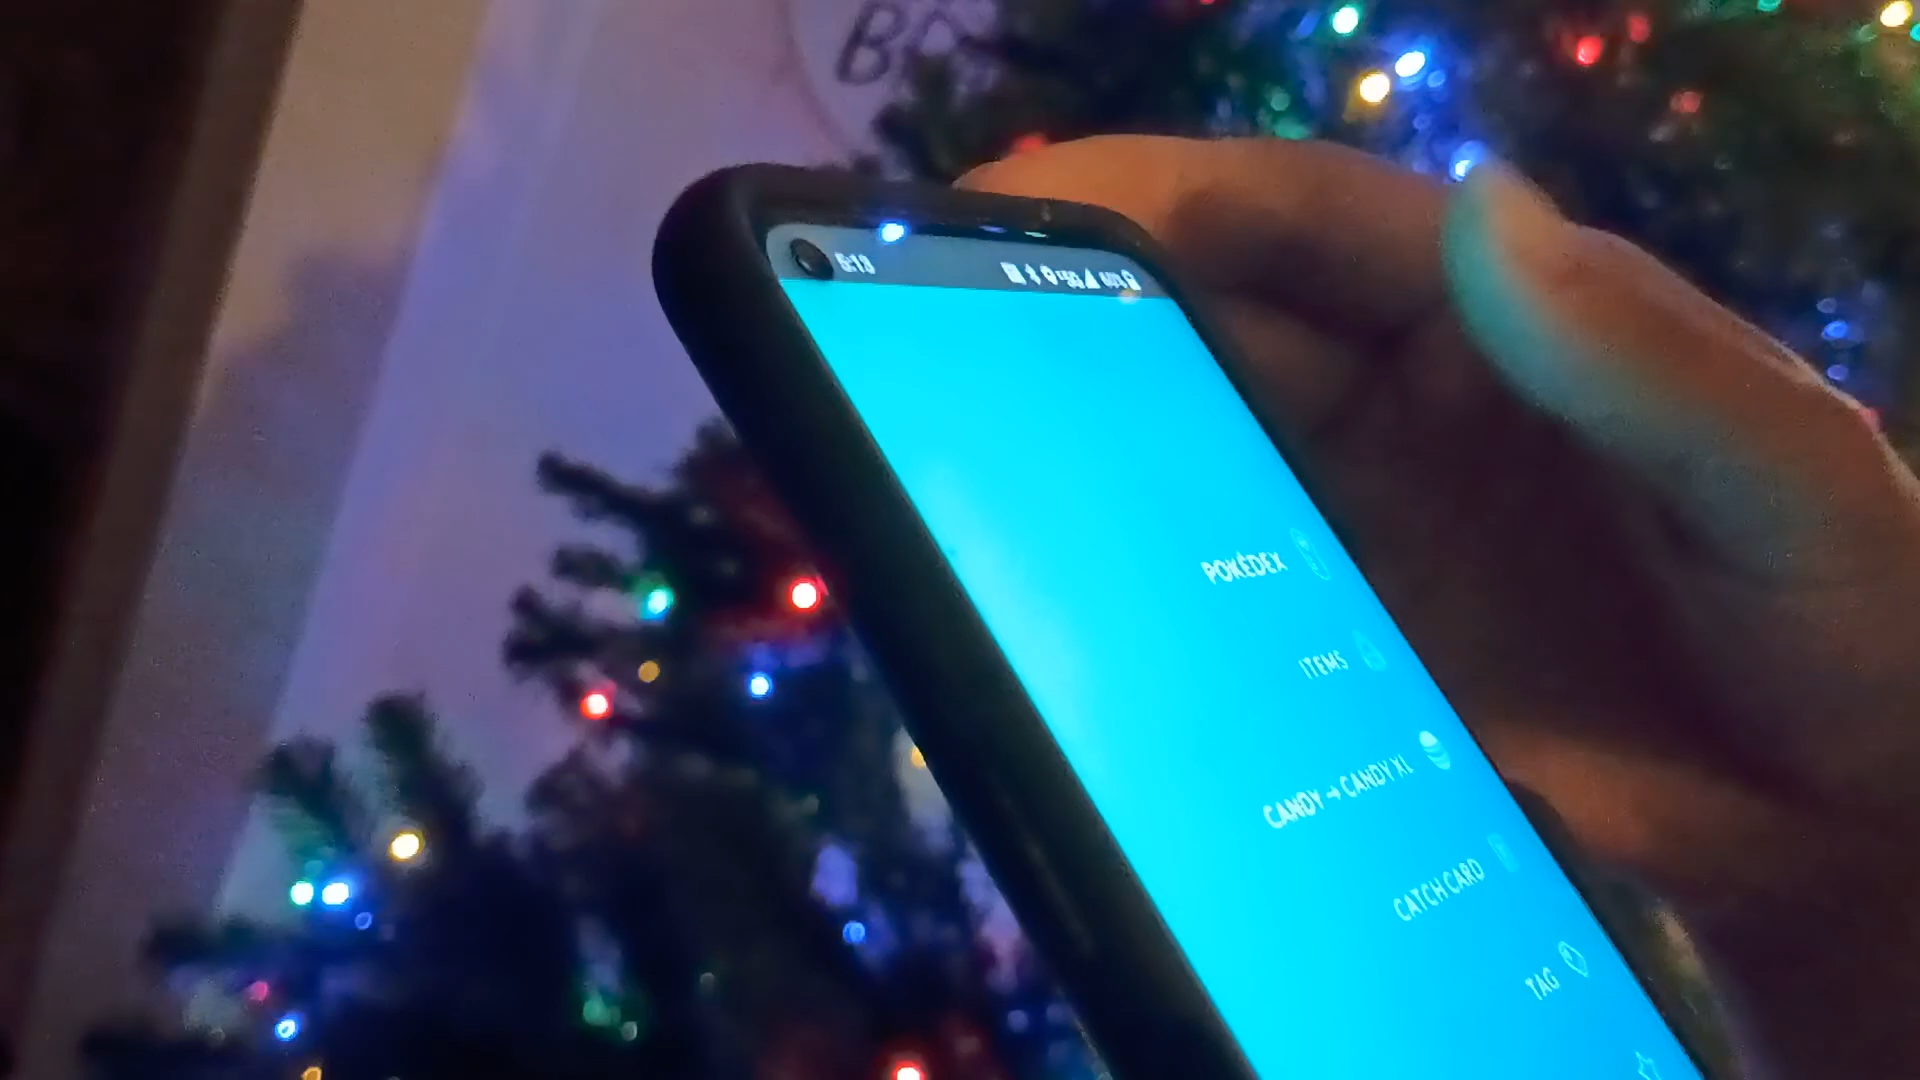 POKÉDEX
ITEMS
CANDY → CANDY XL
CATCH CARD
TAG